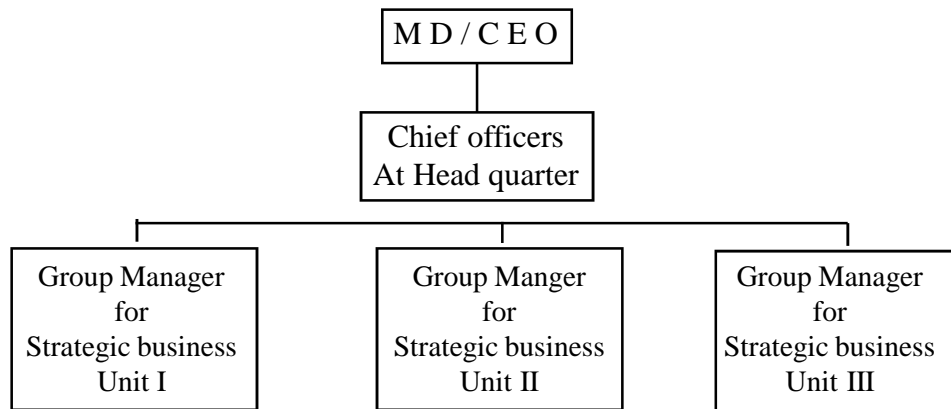 M D / C E O
Chief officers
At Head quarter
Group Manager
for
Strategic business
Unit I
Group Manger
for
Strategic business
Unit II
Group Manager
for
Strategic business
Unit III